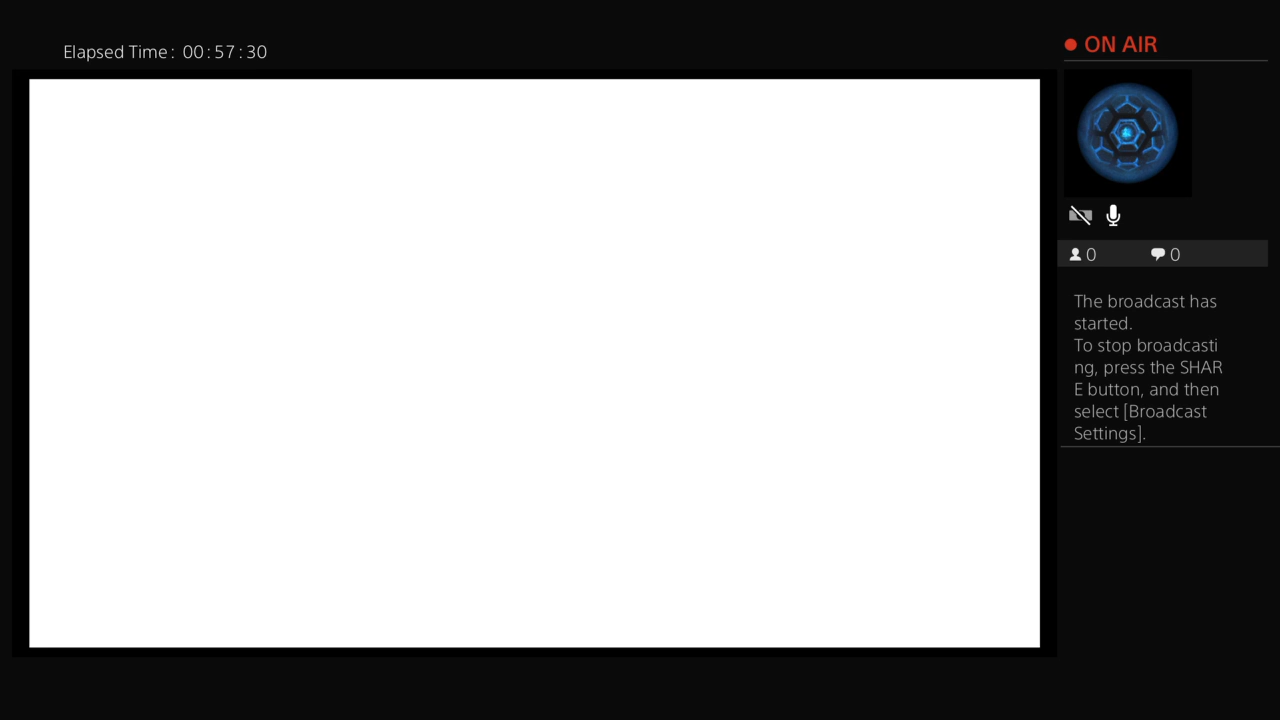 Elapsed Time: 00:57:30
ON AIR
0 0
The broadcast has
started.
To stop broadcasti
ng, press the SHAR
E button, and then
select [Broadcast
Settings].